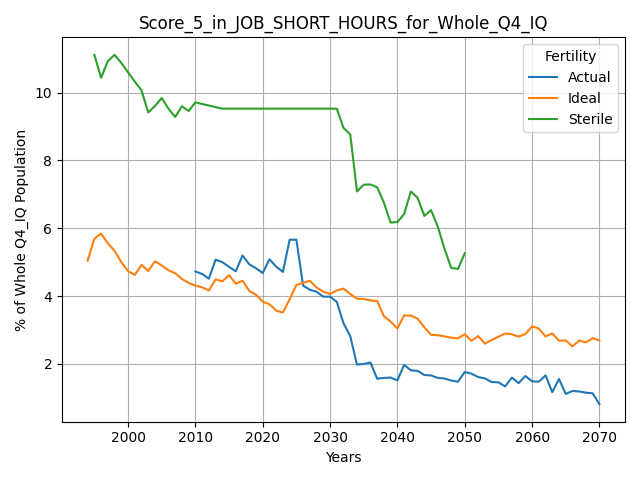 Score_5_in_JOB_SHORT_HOURS_for_Whole_Q4_IQ
% of Whole Q4_IQ Population
10
8
6
4
2
Fertility
Actual
Ideal
Sterile
2000 2010 2020 2030 2040 2050 2060 2070
Years